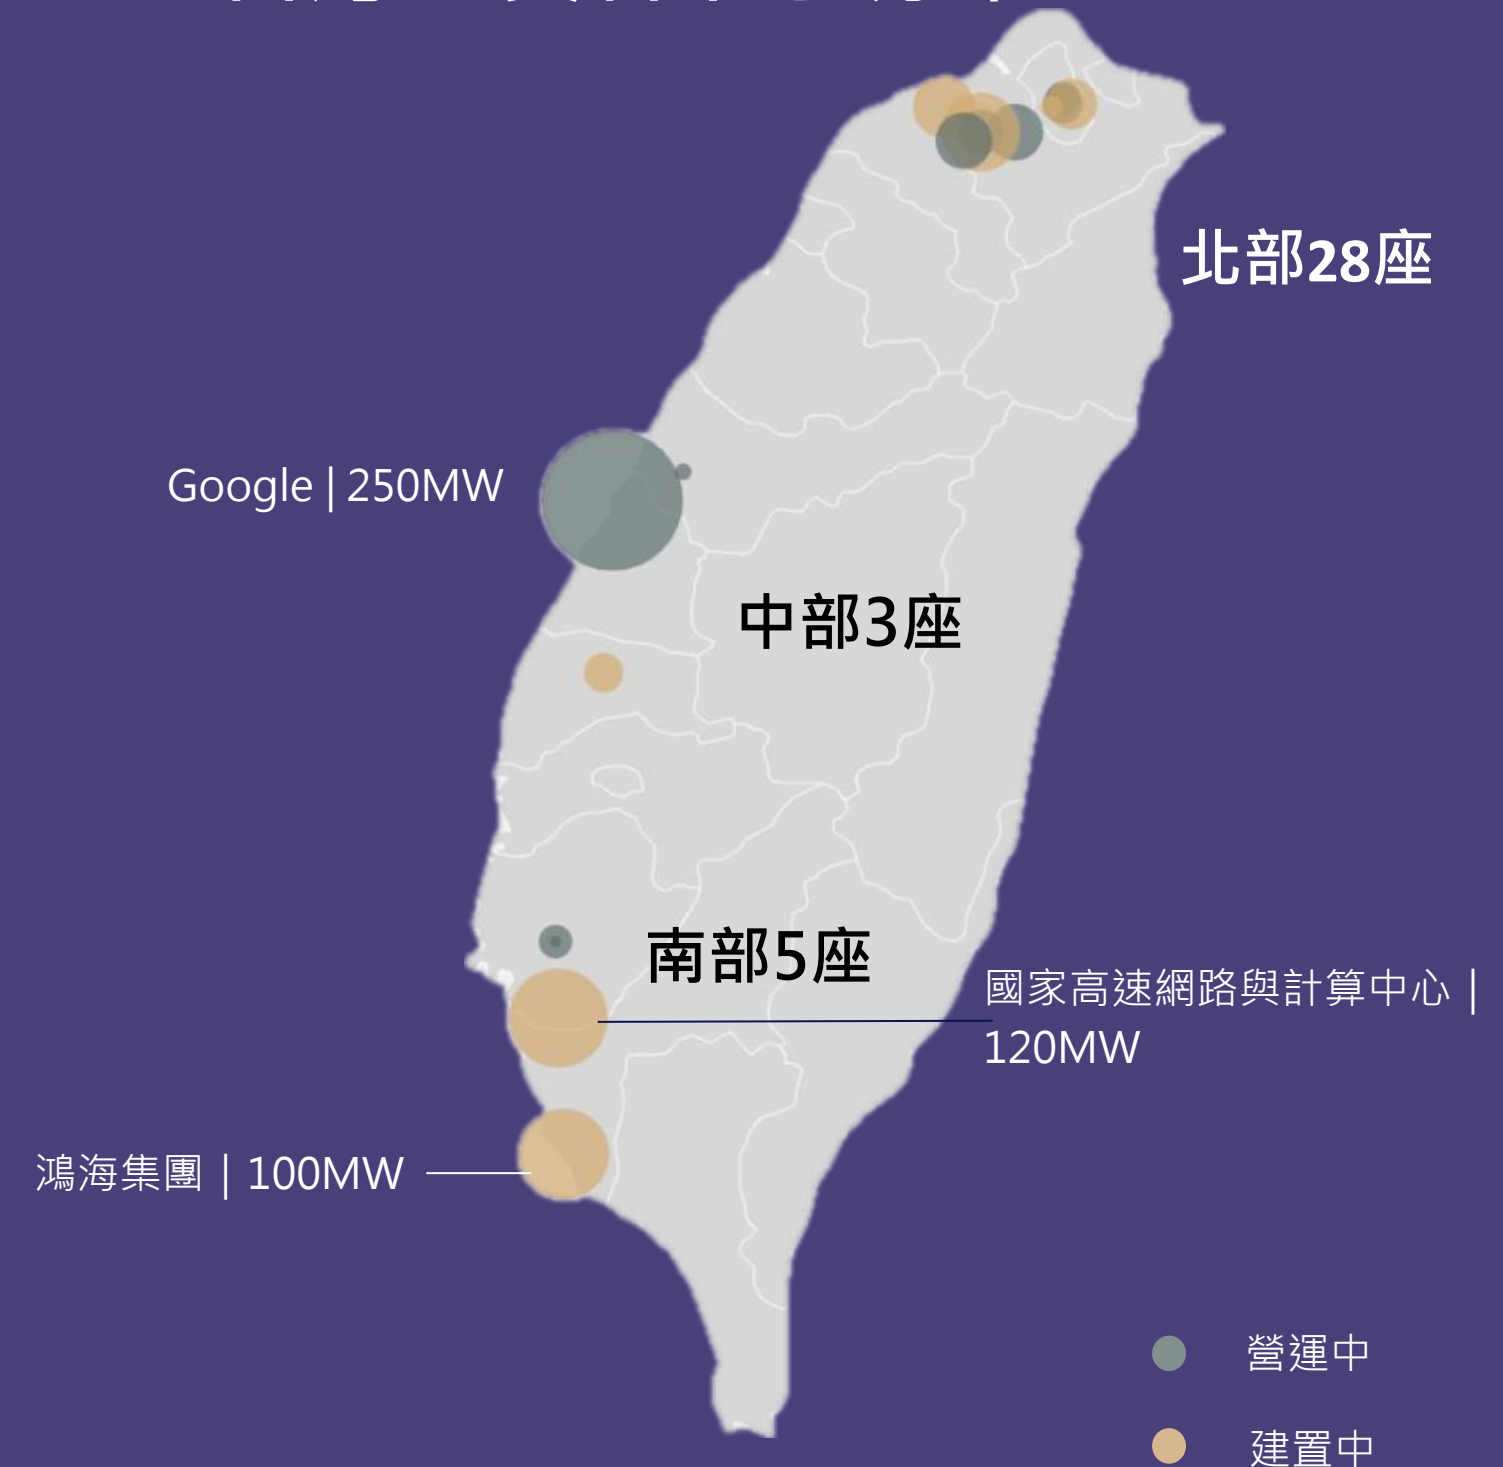 北部28座
Google | 250MW
中部3座
南部5座
國家高速網路與計算中心 |
120MW
鴻海集團 | 100MW
營運中
建置中